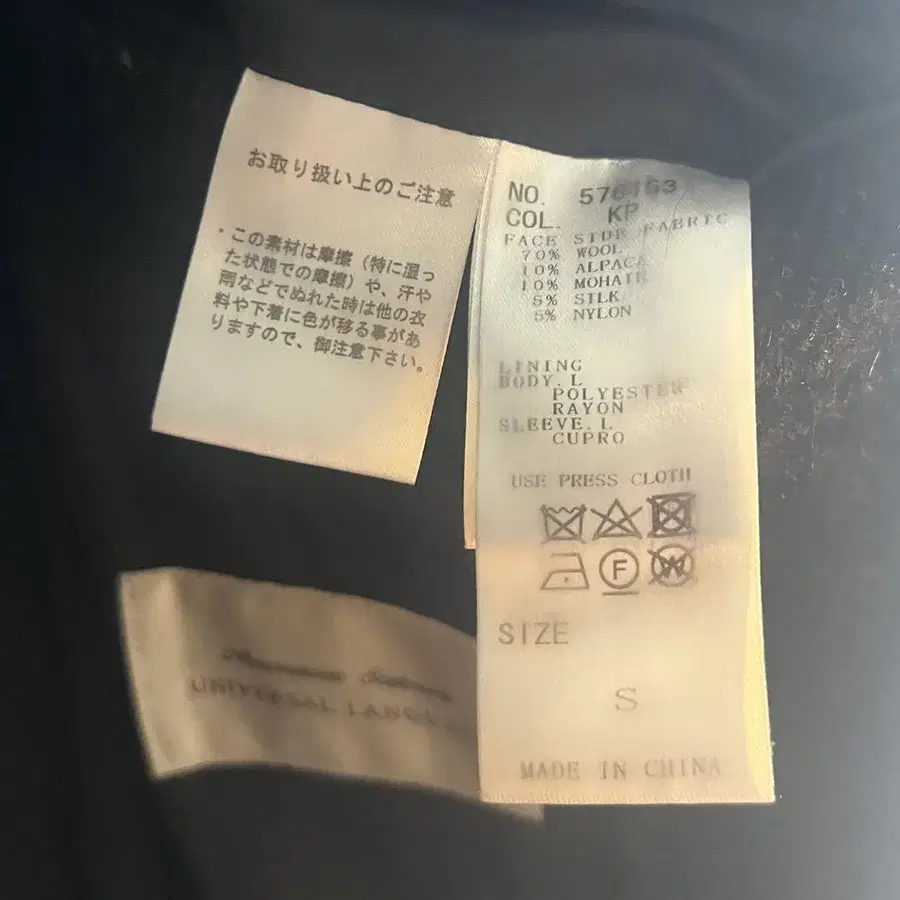 お取り扱い上のご注意
・この素材は摩擦（特に湿っ
た状態での摩擦）や、汗や
雨などでぬれた時は他の衣
料や下着に色が移る事があ
りますので、御注意下さい。
NO.
COL. KP
FACE SIDE FABRIC
70% WOOL
10% ALPACA
10% MOHAIR
5% SILK
5% NYLON
LINING
BODY.L
POLYESTER
RAYON
SLEEVE.L
CUPRO
USE PRESS CLOTH
F
W
SIZE
S
MADE IN CHINA
UNIVERSAL